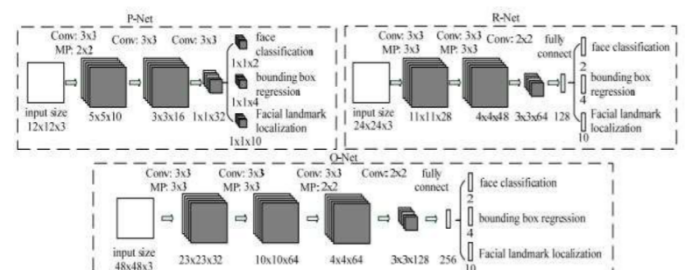 P-Net
Conv: 3x3
MP: 2x2
Conv: 3x3
Conv: 3x3
face
classification
1x1x2
bounding box
regression
1x1x4
Facial landmark
localization
1x1x10
input size
12x12x3
5x5x10
3x3x16
1x1x32
R-Net
Conv: 3x3
MP: 3x3
Conv: 3x3
MP: 3x3
Conv: 2x2
fully
connect
face classification
2
bounding box
regression
4
Facial landmark
localization
10
input size
24x24x3
11x11x28
4x4x48
3x3x64
128
O-Net
Conv: 3x3
MP: 3x3
Conv: 3x3
MP: 3x3
Conv: 3x3
MP: 2x2
Conv: 2x2
fully
connect
face classification
2
bounding box regression
4
Facial landmark localization
10
input size
48x48x3
23x23x32
10x10x64
4x4x64
3x3x128
256